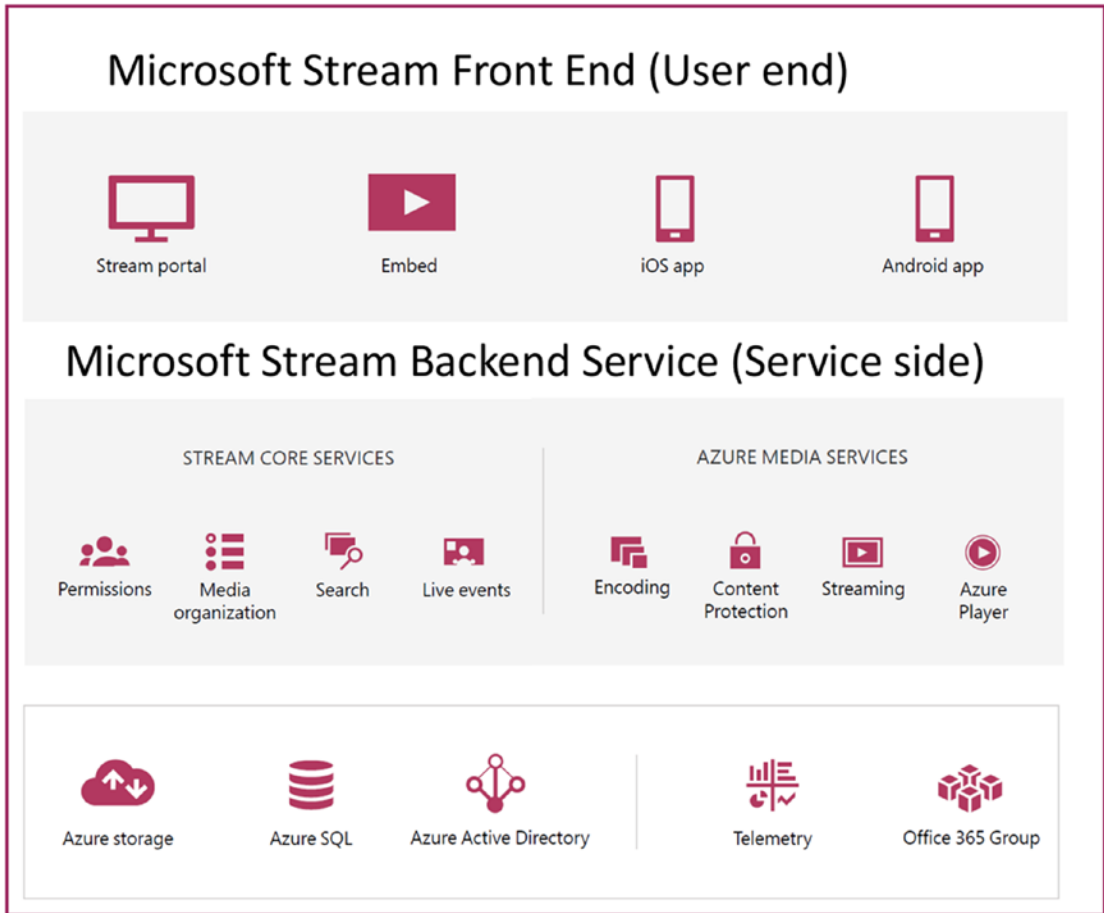 Microsoft Stream Front End (User end)
Stream portal
Embed
iOS app
Android app
Microsoft Stream Backend Service (Service side)
STREAM CORE SERVICES
AZURE MEDIA SERVICES
Permissions
Media
organization
Search
Live events
Encoding
Content
Protection
Streaming
Azure
Player
Azure storage
Azure SQL
Azure Active Directory
Telemetry
Office 365 Group